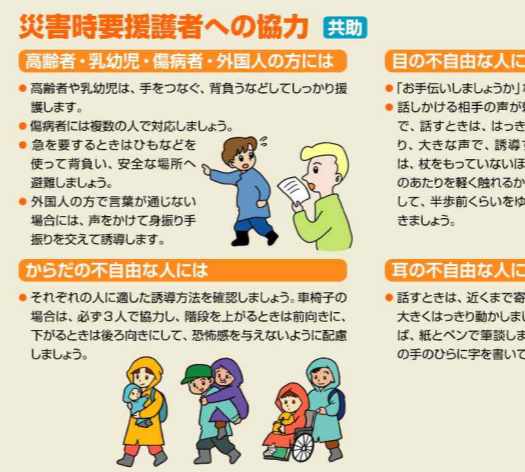 災害時要援護者への協力 共助
高齢者・乳幼児・傷病者・外国人の方には
●高齢者や乳幼児は、手をつなぐ、背負うなどしてしっかり援
護します。
●傷病者には複数の人で対応しましょう。
●急を要するときはひもなどを
使って背負い、安全な場所へ
避難しましょう。
●外国人の方で言葉が通じない
場合には、声をかけて身振り手
振りを交えて誘導します。
からだの不自由な人には
●それぞれの人に適した誘導方法を確認しましょう。車椅子の
場合は、必ず3人で協力し、階段を上がるときは前向きに、
下がるときは後ろ向きにして、恐怖感を与えないように配慮
しましょう。
目の不自由な人に
●「お手伝いしましょうか」
●話しかける相手の声が
で、話すときは、はっき
り、大きな声で、誘導す
は、杖をもっていないほ
のあたりを軽く触れるか
して、半歩前くらいをゆ
きましょう。
耳の不自由な人に
●話すときは、近くまで寄
大きくはっきり動かしま
ば、紙とペンで筆談しま
の手のひらに字を書いて